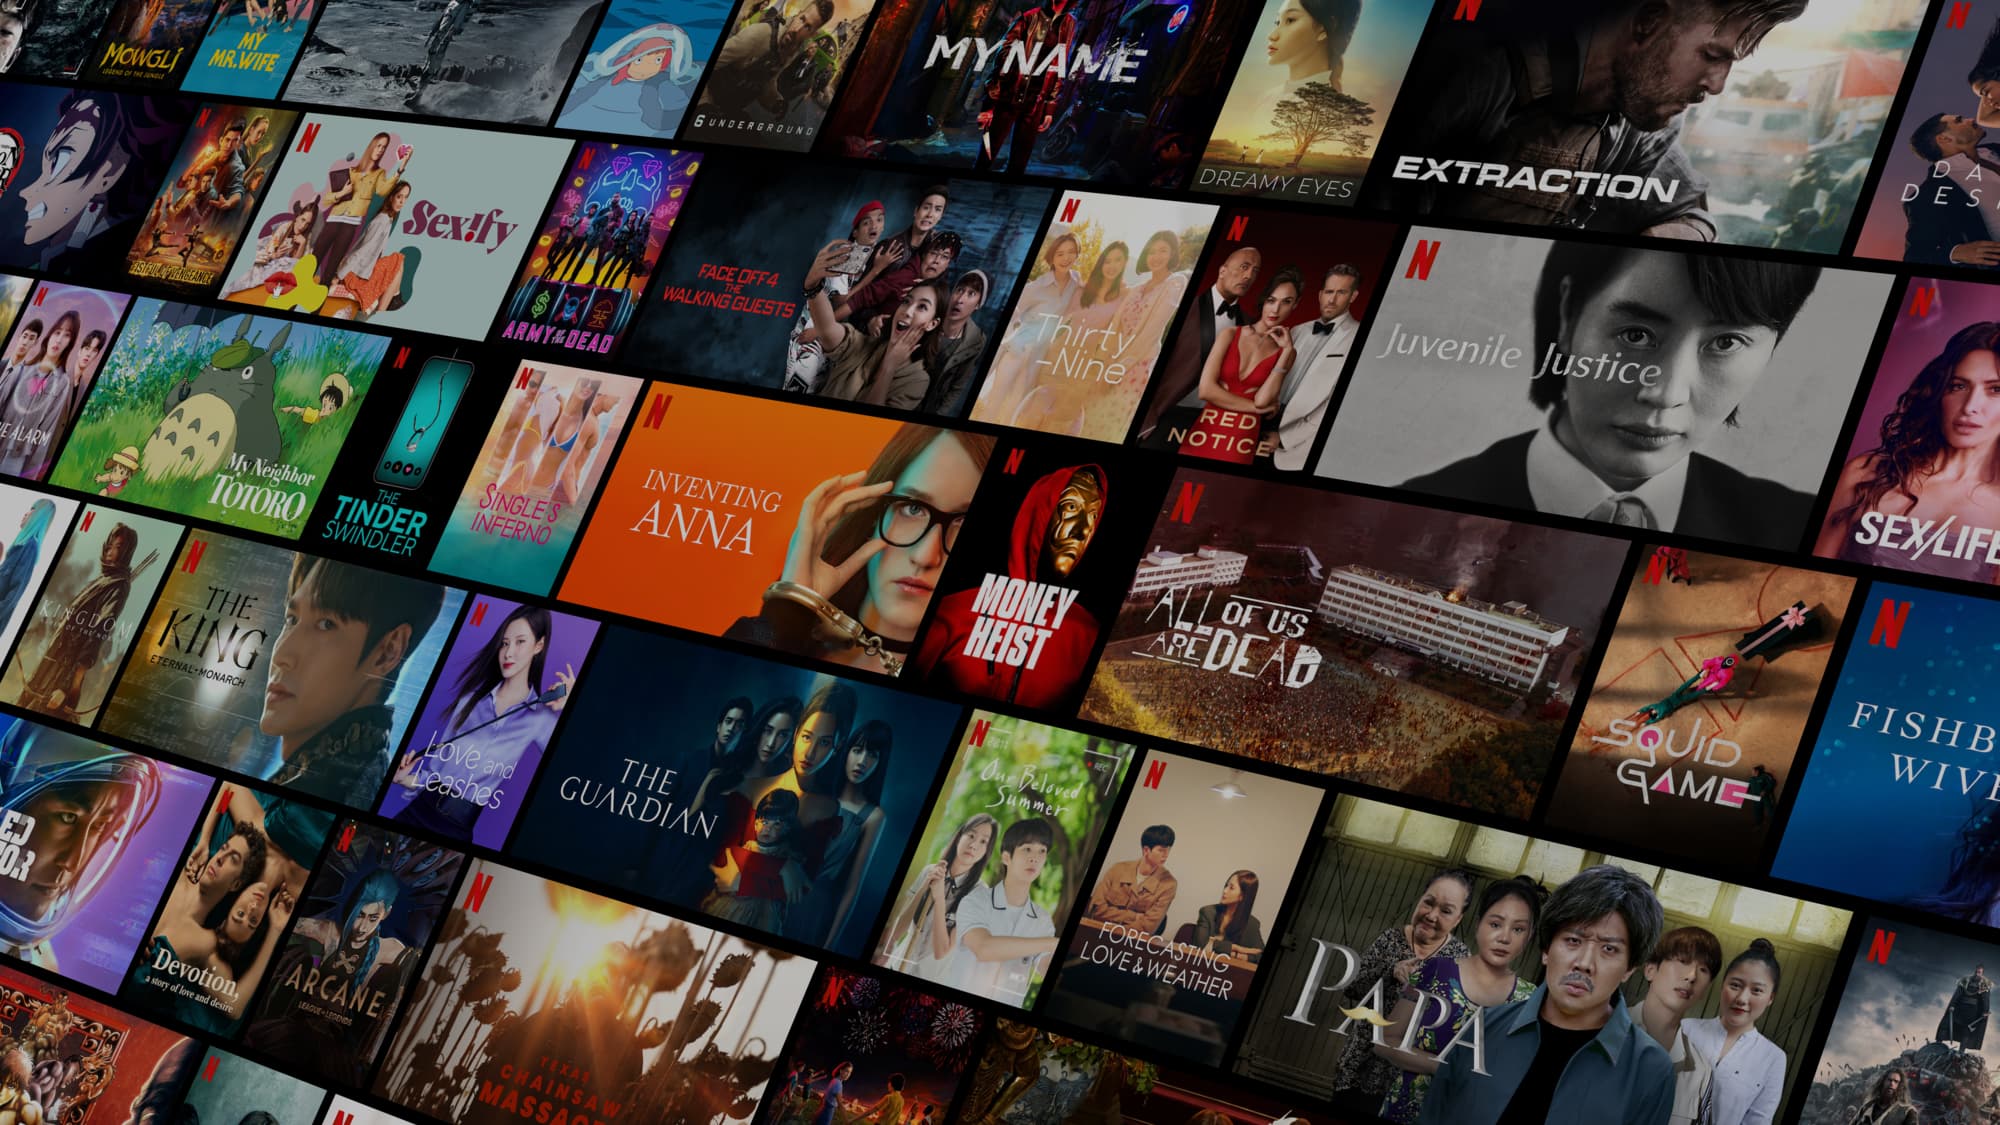 MOWGLI
LEGEND OF THE JUNGLE
MY
MR. WIFE
6 UNDERGROUND
MY NAME
DREAMY EYES
EXTRACTION
DA
DES
FISTFUL OF VENGEANCE
Sex!fy
ARMY OF THE DEAD
FACE OFF 4
THE
WALKING GUESTS
Thirty
-Nine
RED
NOTICE
Juvenile Justice
SEX/LIFE
E ALARM
My Neighbor
TOTORO
THE
TINDER
SWINDLER
SINGLE'S
INFERNO
INVENTING
ANNA
MONEY
HEIST
ALL OF US
ARE DEAD
SQUID
GAME
FISHB
WIVE
KINGDOM
THE
KING
ETERNAL MONARCH
Love and
Leashes
THE
GUARDIAN
Our Beloved
Summer
REC
FORECASTING
LOVE & WEATHER
PAPA
ED
OR
Devotion,
a story of love and desire
ARCANE
LEAGUE OF LEGENDS
TEXAS
CHAINSAW
MASSAC